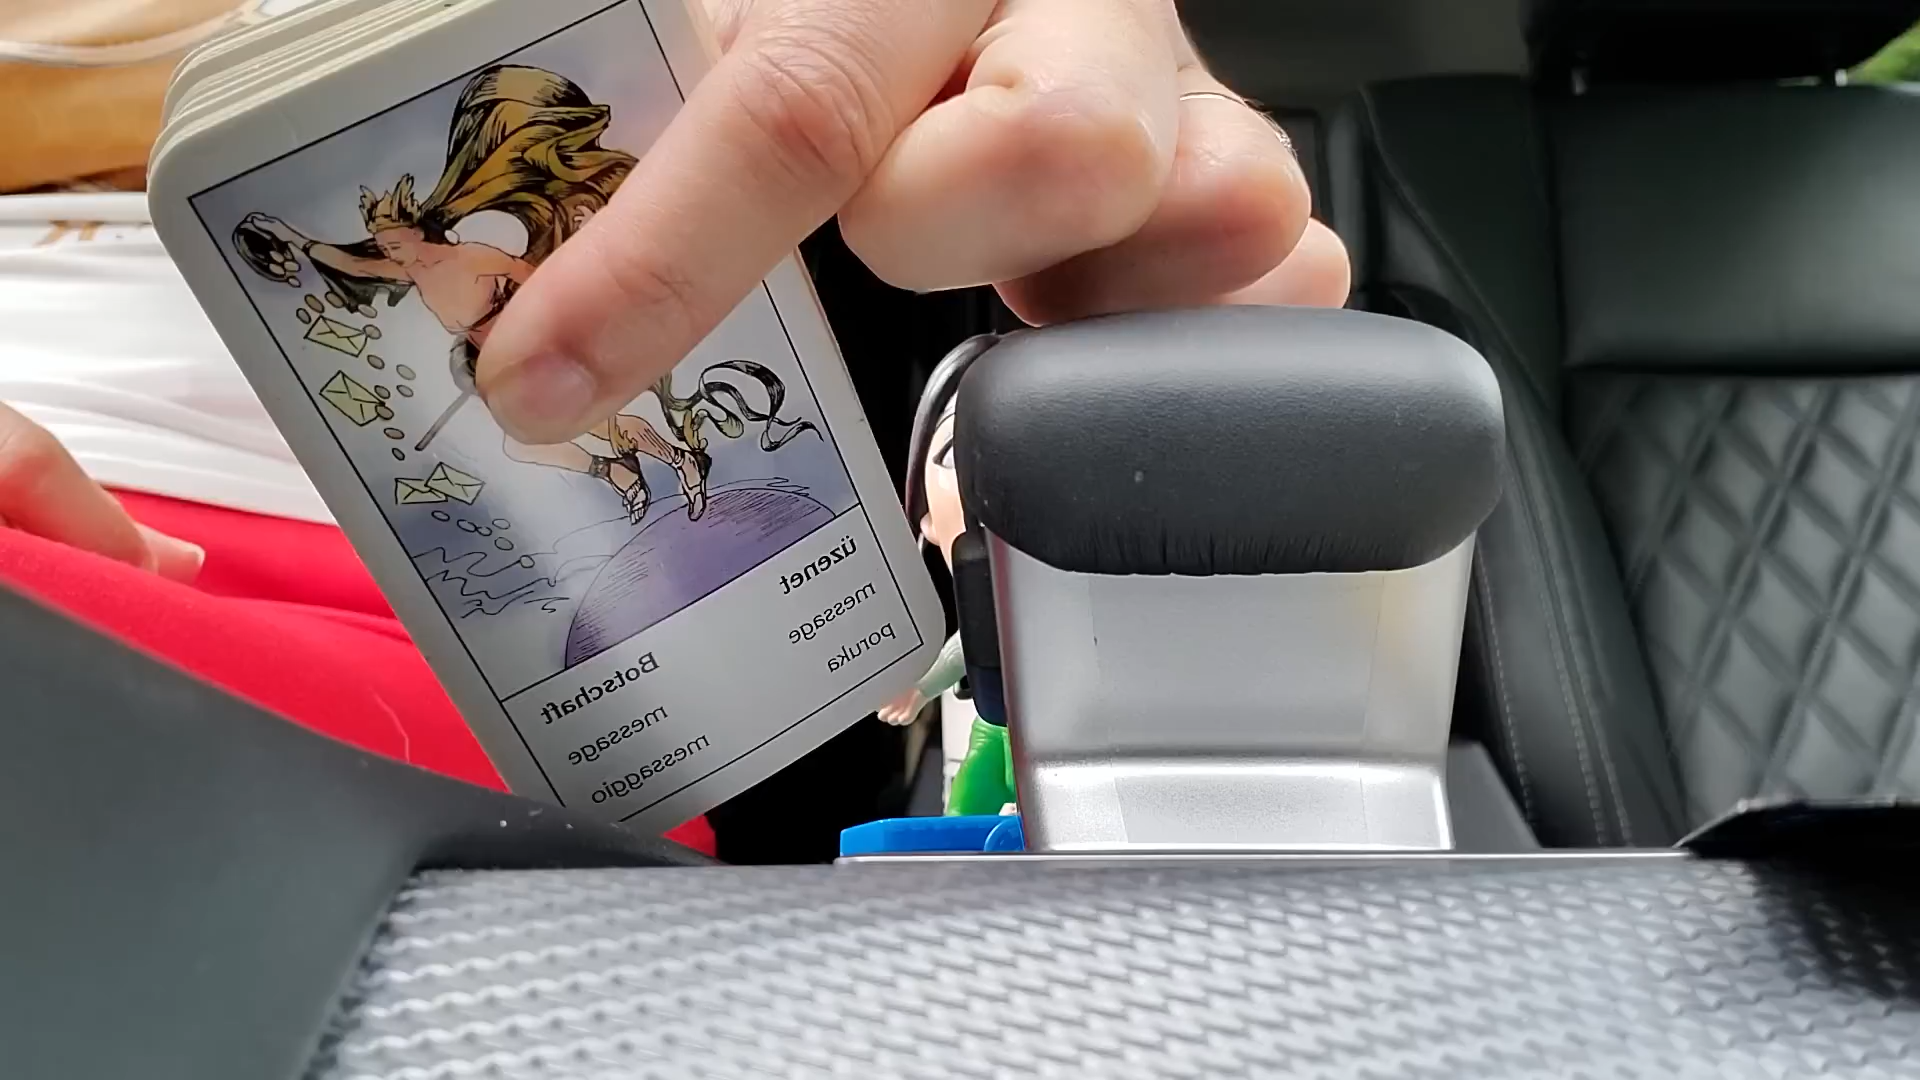 üzenet
message
poruka
Botschaft
message
messaggio